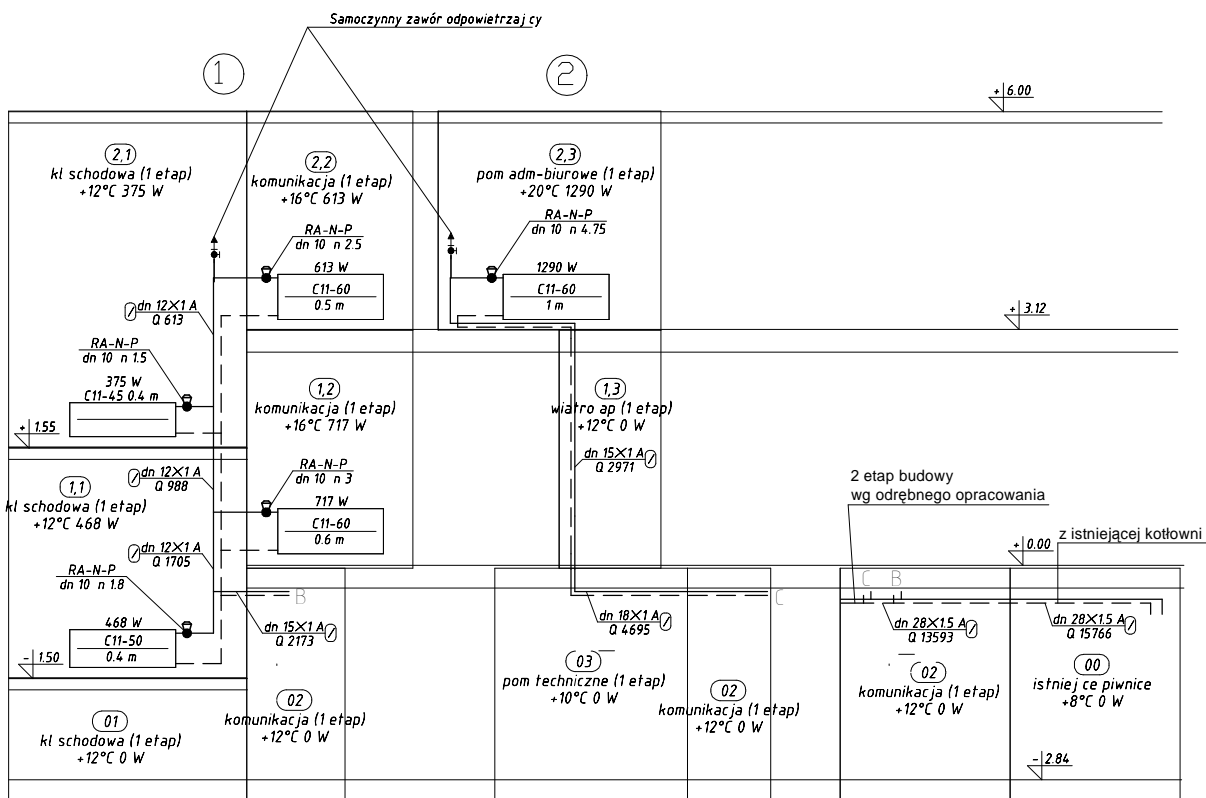 Samoczynny zawór odpowietrzaj cy
1
2
+ 6.00
2,1
kl schodowa (1 etap)
+12°C 375 W
2,2
komunikacja (1 etap)
+16°C 613 W
2,3
pom adm-biurowe (1 etap)
+20°C 1290 W
RA-N-P
dn 10 n 2.5
613 W
C11-60
0.5 m
RA-N-P
dn 10 n 4.75
1290 W
C11-60
1 m
dn 12X1 A
Q 613
+ 3.12
RA-N-P
dn 10 n 1.5
375 W
C11-45 0.4 m
+ 1.55
1,2
komunikacja (1 etap)
+16°C 717 W
1,3
wiatro ap (1 etap)
+12°C 0 W
dn 15X1 A
Q 2971
dn 12X1 A
Q 988
RA-N-P
dn 10 n 3
717 W
C11-60
0.6 m
1,1
kl schodowa (1 etap)
+12°C 468 W
2 etap budowy
wg odrębnego opracowania
z istniejącej kotłowni
+ 0.00
dn 12X1 A
Q 1705
RA-N-P
dn 10 n 1.8
468 W
C11-50
0.4 m
B
C
C B
dn 15X1 A
Q 2173
dn 18X1 A
Q 4695
dn 28X1.5 A
Q 13593
dn 28X1.5 A
Q 15766
- 1.50
01
kl schodowa (1 etap)
+12°C 0 W
02
komunikacja (1 etap)
+12°C 0 W
03
pom techniczne (1 etap)
+10°C 0 W
02
komunikacja (1 etap)
+12°C 0 W
02
komunikacja (1 etap)
+12°C 0 W
00
istniej ce piwnice
+8°C 0 W
- 2.84